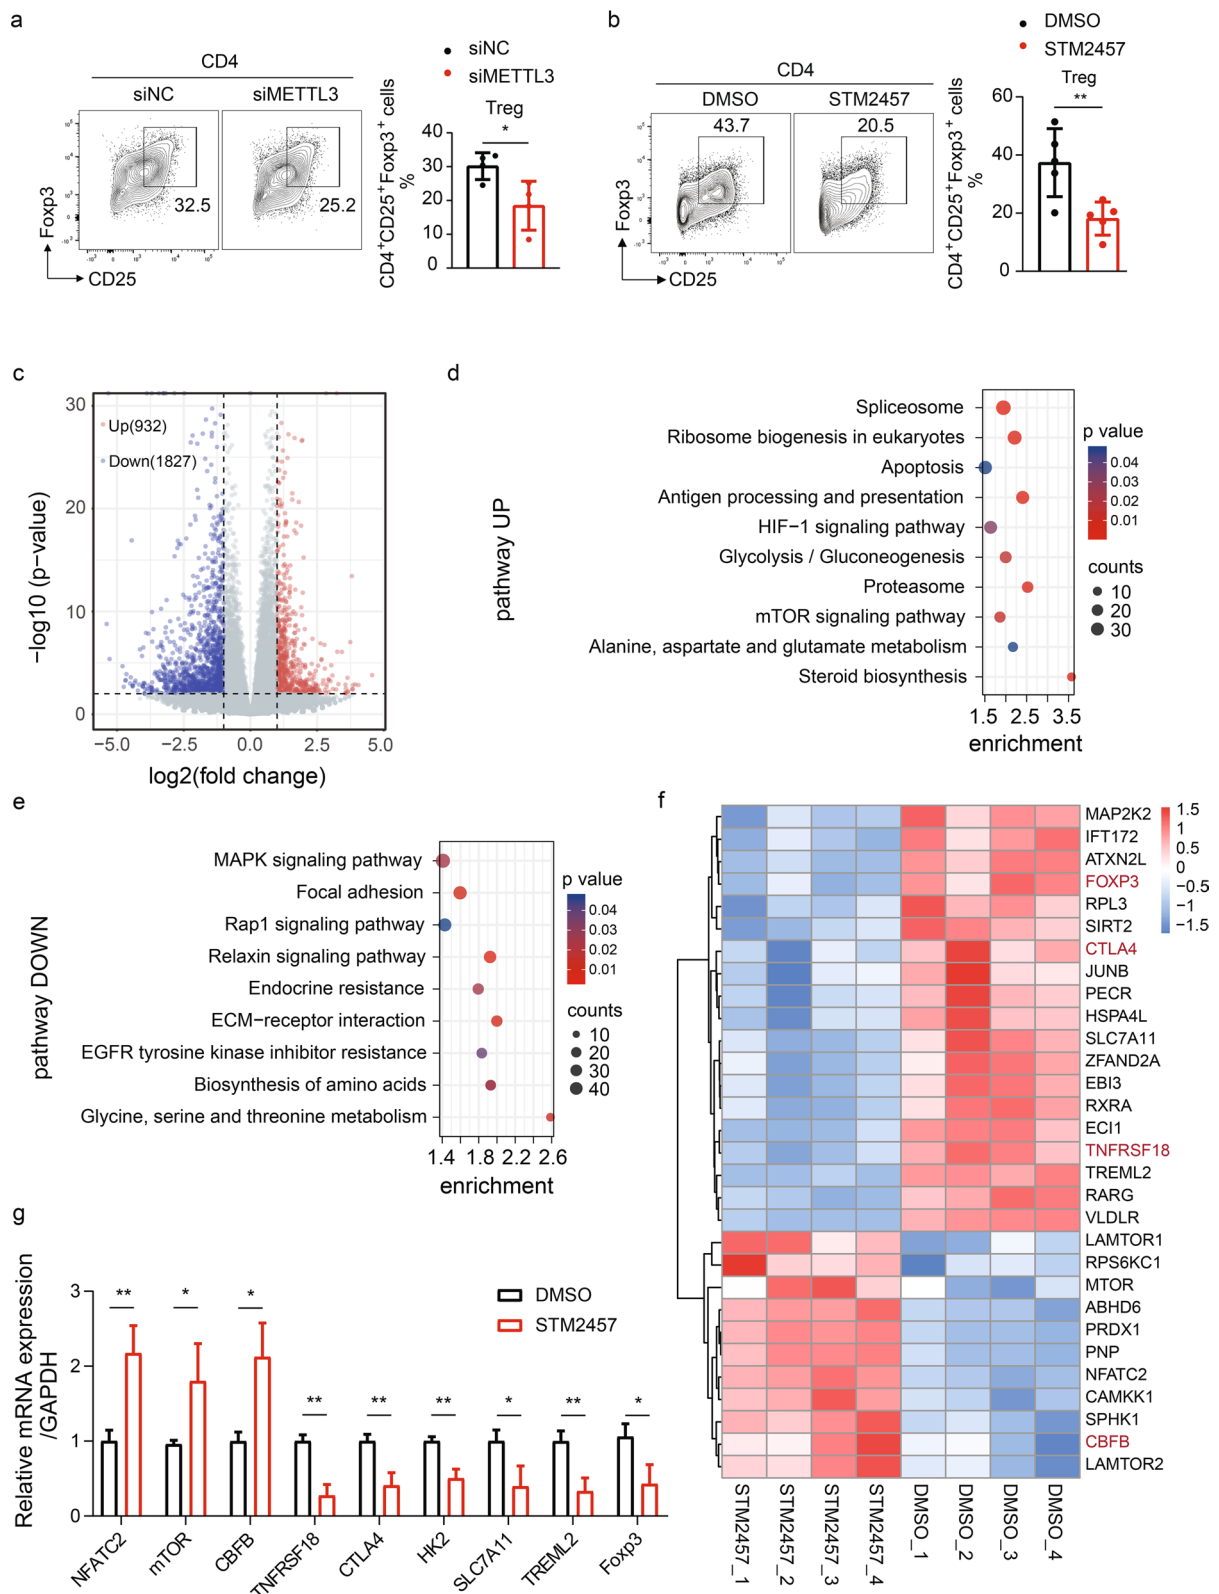 a
CD4
siNC
siMETTL3
32.5
25.2
Foxp3
CD25
siNC
siMETTL3
Treg
*
CD4+CD25+Foxp3+ cells
%
40
30
20
10
0
b
CD4
DMSO
STM2457
43.7
20.5
Foxp3
CD25
DMSO
STM2457
Treg
**
CD4+CD25+Foxp3+ cells
%
60
40
20
0
c
Up(932)
Down(1827)
−log10 (p−value)
30
20
10
0
−5.0
−2.5
0.0
2.5
5.0
log2(fold change)
d
pathway UP
Spliceosome
Ribosome biogenesis in eukaryotes
Apoptosis
Antigen processing and presentation
HIF−1 signaling pathway
Glycolysis / Gluconeogenesis
Proteasome
mTOR signaling pathway
Alanine, aspartate and glutamate metabolism
Steroid biosynthesis
1.5 2.5 3.5
enrichment
p value
0.04
0.03
0.02
0.01
counts
10
20
30
e
pathway DOWN
MAPK signaling pathway
Focal adhesion
Rap1 signaling pathway
Relaxin signaling pathway
Endocrine resistance
ECM−receptor interaction
EGFR tyrosine kinase inhibitor resistance
Biosynthesis of amino acids
Glycine, serine and threonine metabolism
1.4 1.8 2.2 2.6
enrichment
p value
0.04
0.03
0.02
0.01
counts
10
20
30
40
f
MAP2K2
IFT172
ATXN2L
FOXP3
RPL3
SIRT2
CTLA4
JUNB
PECR
HSPA4L
SLC7A11
ZFAND2A
EBI3
RXRA
ECI1
TNFRSF18
TREML2
RARG
VLDLR
LAMTOR1
RPS6KC1
MTOR
ABHD6
PRDX1
PNP
NFATC2
CAMKK1
SPHK1
CBFB
LAMTOR2
1.5
1
0.5
0
−0.5
−1
−1.5
STM2457_1
STM2457_2
STM2457_3
STM2457_4
DMSO_1
DMSO_2
DMSO_3
DMSO_4
g
Relative mRNA expression
/GAPDH
3
2
1
0
DMSO
STM2457
**
*
*
**
**
**
*
**
*
NFATC2
mTOR
CBFB
TNFRSF18
CTLA4
HK2
SLC7A11
TREML2
Foxp3